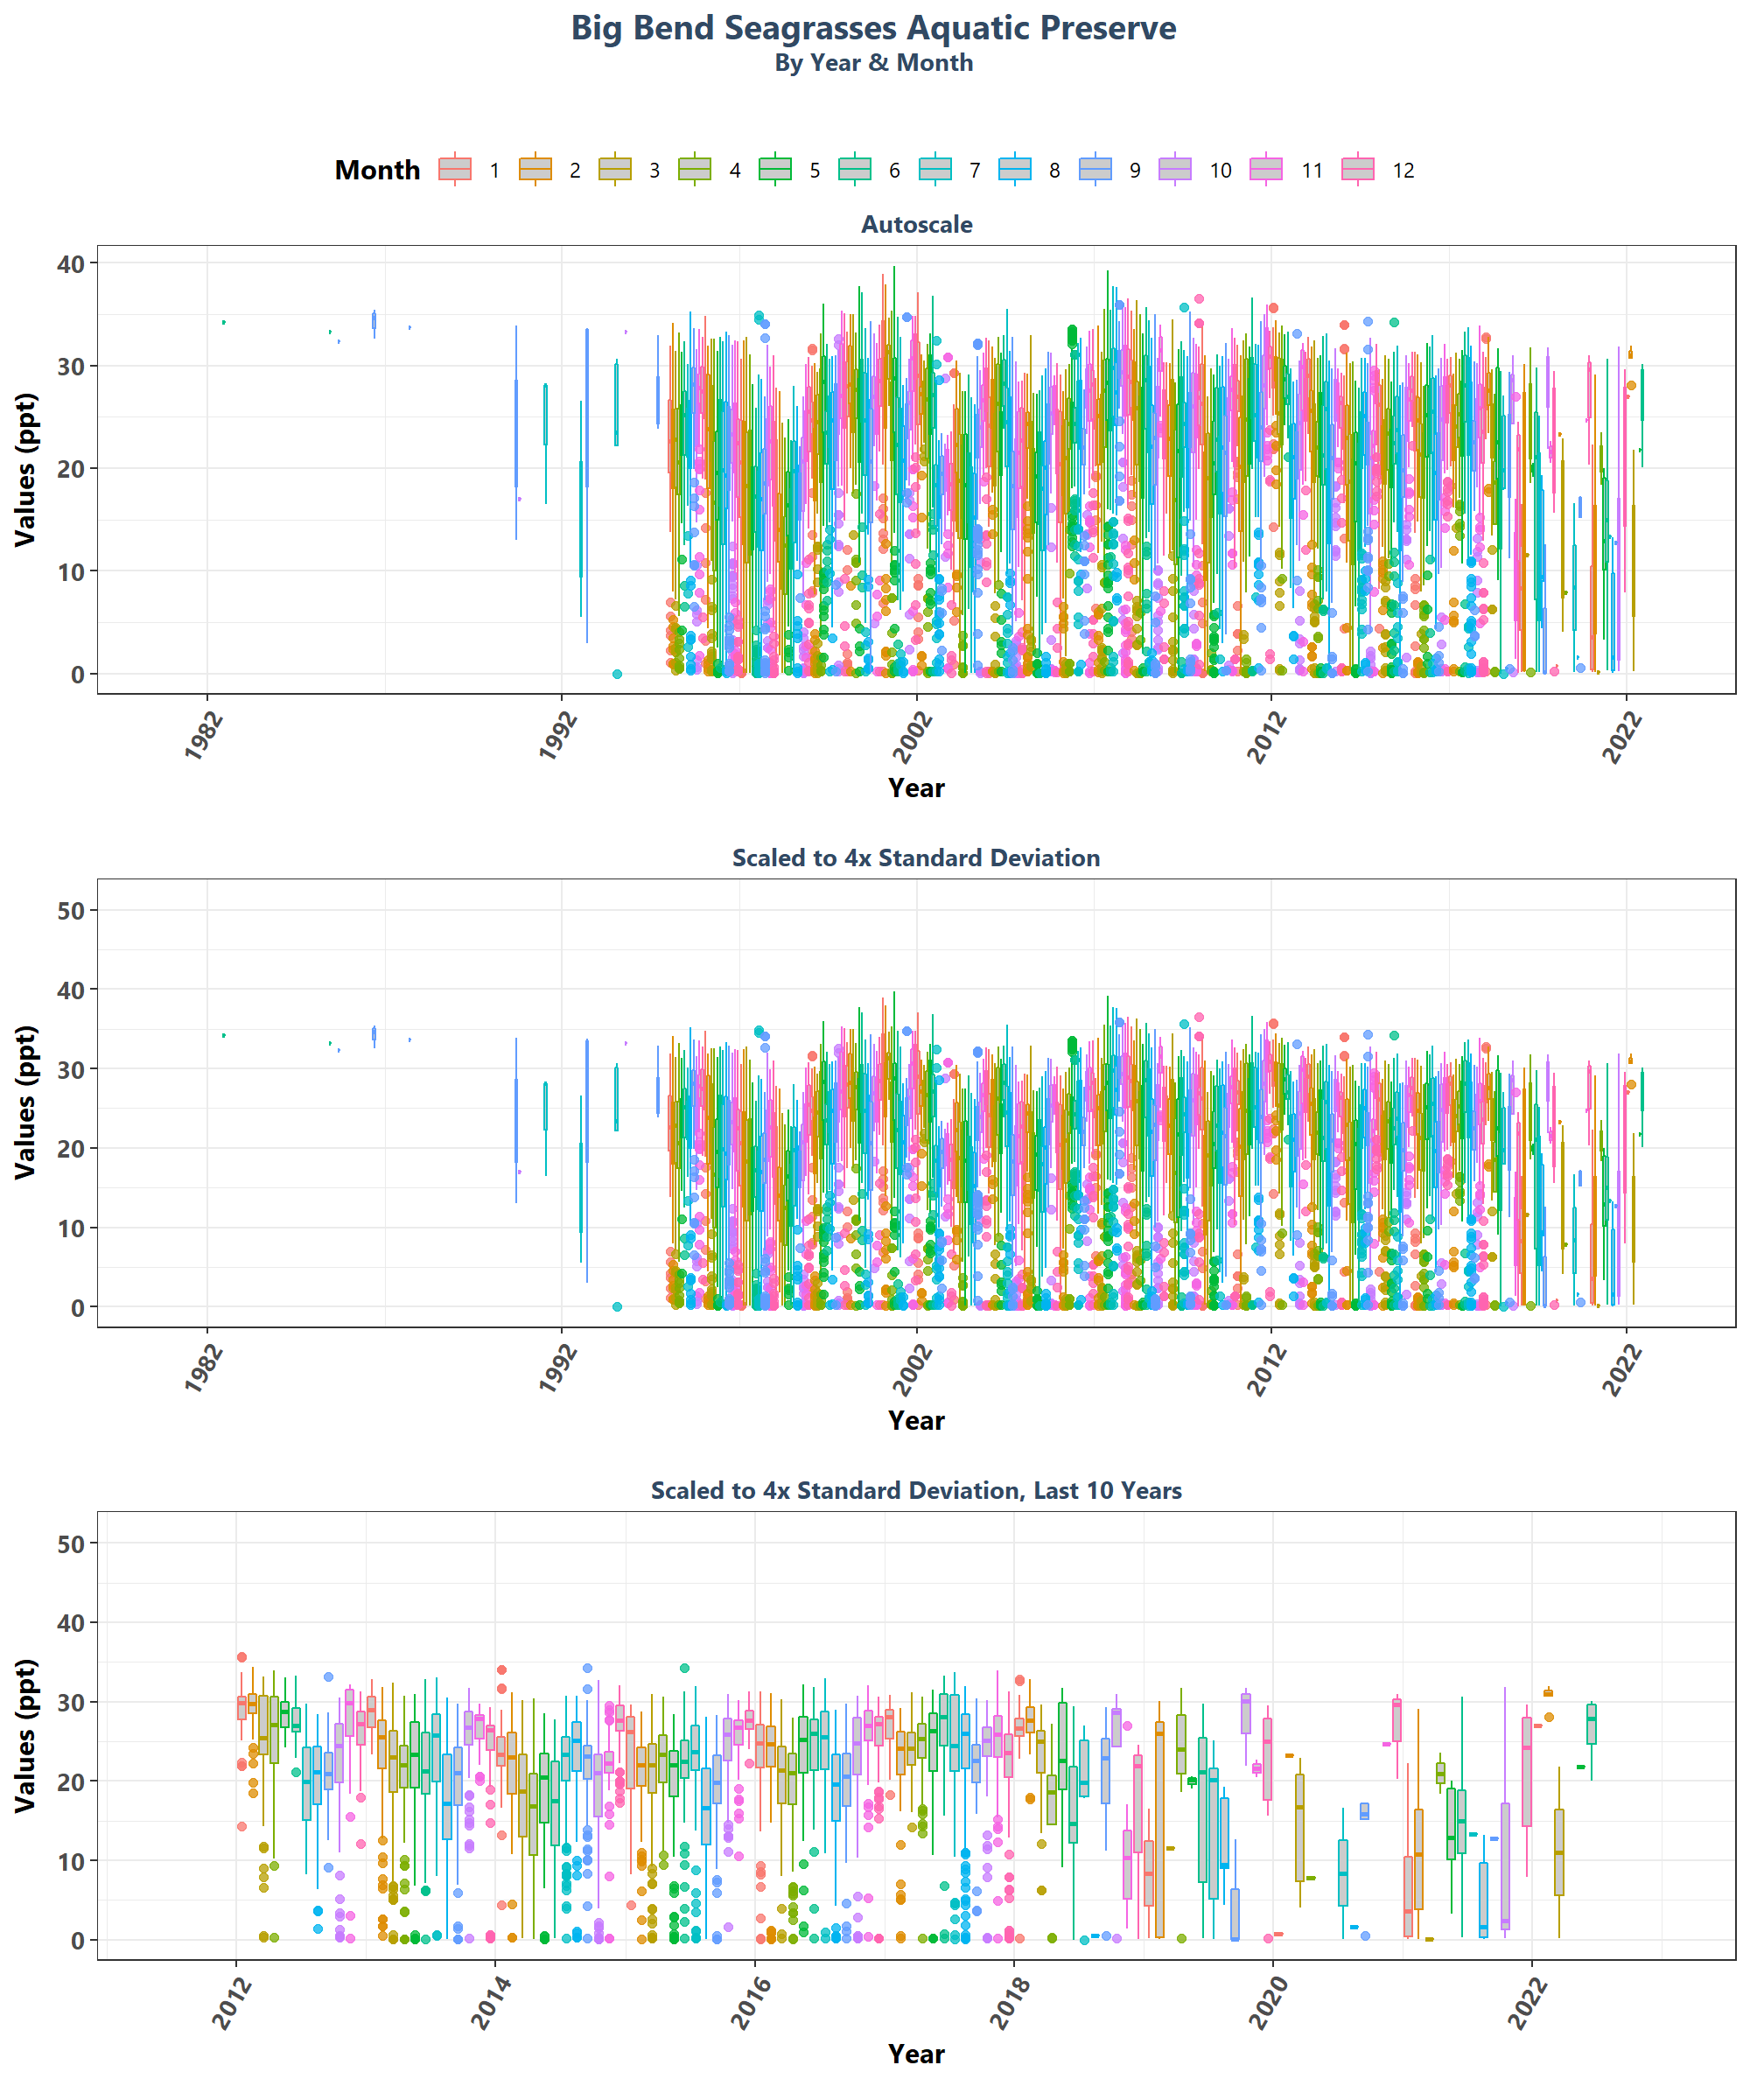 Big Bend Seagrasses Aquatic Preserve
By Year & Month
Month 1 2 3 4 5 6 7 8 9 10 11 12
Autoscale
Values (ppt)
40
30
20
10
0
1982 1992 2002 2012 2022
Year
Scaled to 4x Standard Deviation
Values (ppt)
50
40
30
20
10
0
1982 1992 2002 2012 2022
Year
Scaled to 4x Standard Deviation, Last 10 Years
Values (ppt)
50
40
30
20
10
0
2012 2014 2016 2018 2020 2022
Year